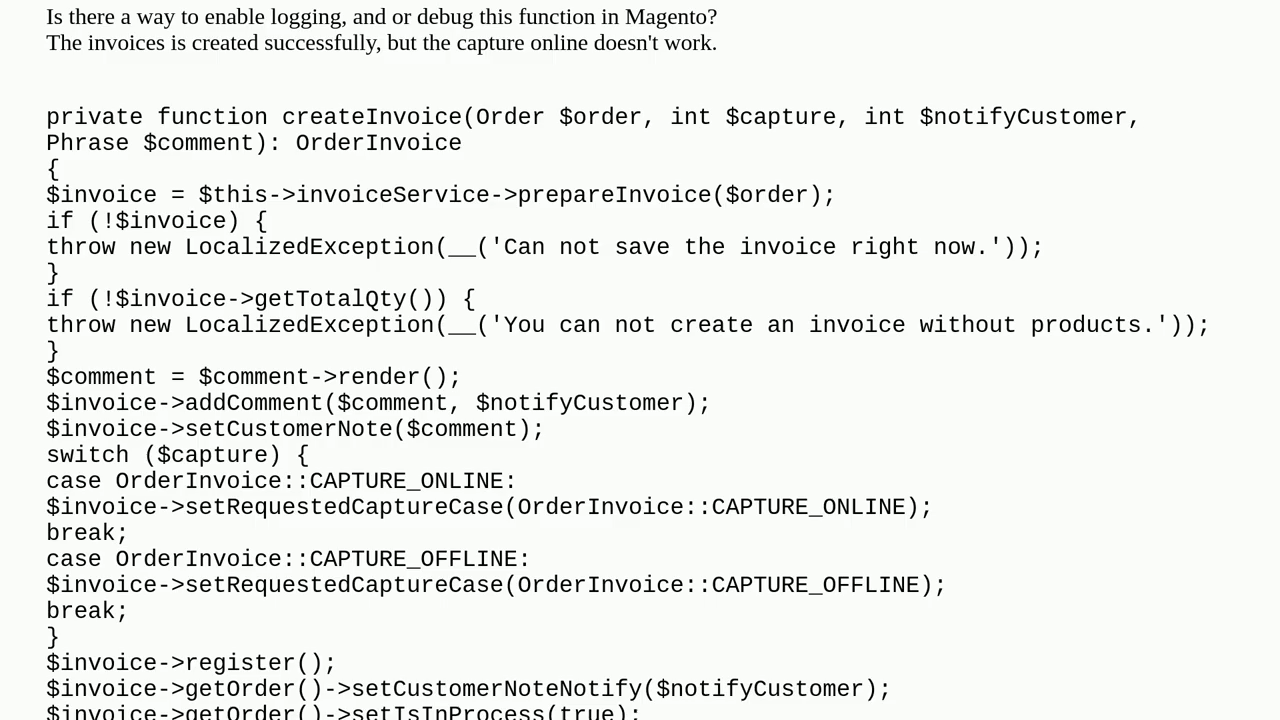 Is there a way to enable logging, and or debug this function in Magento?
The invoices is created successfully, but the capture online doesn't work.
private function createInvoice(Order $order, int $capture, int $notifyCustomer,
Phrase $comment): OrderInvoice
{
$invoice = $this->invoiceService->prepareInvoice($order);
if (!$invoice) {
throw new LocalizedException(__('Can not save the invoice right now.'));
}
if (!$invoice->getTotalQty()) {
throw new LocalizedException(__('You can not create an invoice without products.'));
}
$comment = $comment->render();
$invoice->addComment($comment, $notifyCustomer);
$invoice->setCustomerNote($comment);
switch ($capture) {
case OrderInvoice::CAPTURE_ONLINE:
$invoice->setRequestedCaptureCase(OrderInvoice::CAPTURE_ONLINE);
break;
case OrderInvoice::CAPTURE_OFFLINE:
$invoice->setRequestedCaptureCase(OrderInvoice::CAPTURE_OFFLINE);
break;
}
$invoice->register();
$invoice->getOrder()->setCustomerNoteNotify($notifyCustomer);
$invoice->getOrder()->setIsInProcess(true);